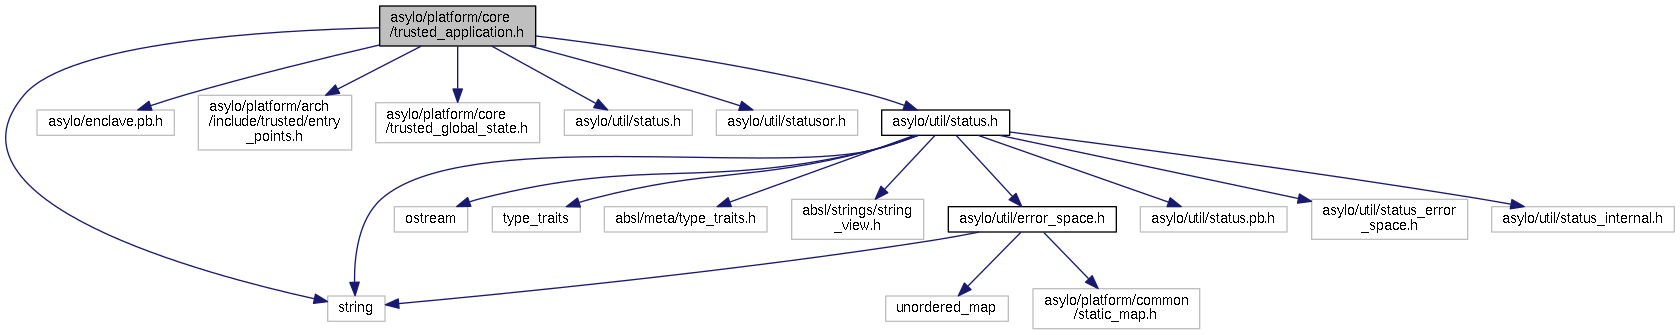 asylo/platform/core
/trusted_application.h
asylo/enclave.pb.h
asylo/platform/arch
/include/trusted/entry
_points.h
asylo/platform/core
/trusted_global_state.h
asylo/util/status.h
asylo/util/statusor.h
asylo/util/status.h
ostream
type_traits
absl/meta/type_traits.h
absl/strings/string
_view.h
asylo/util/error_space.h
asylo/util/status.pb.h
asylo/util/status_error
_space.h
asylo/util/status_internal.h
string
unordered_map
asylo/platform/common
/static_map.h